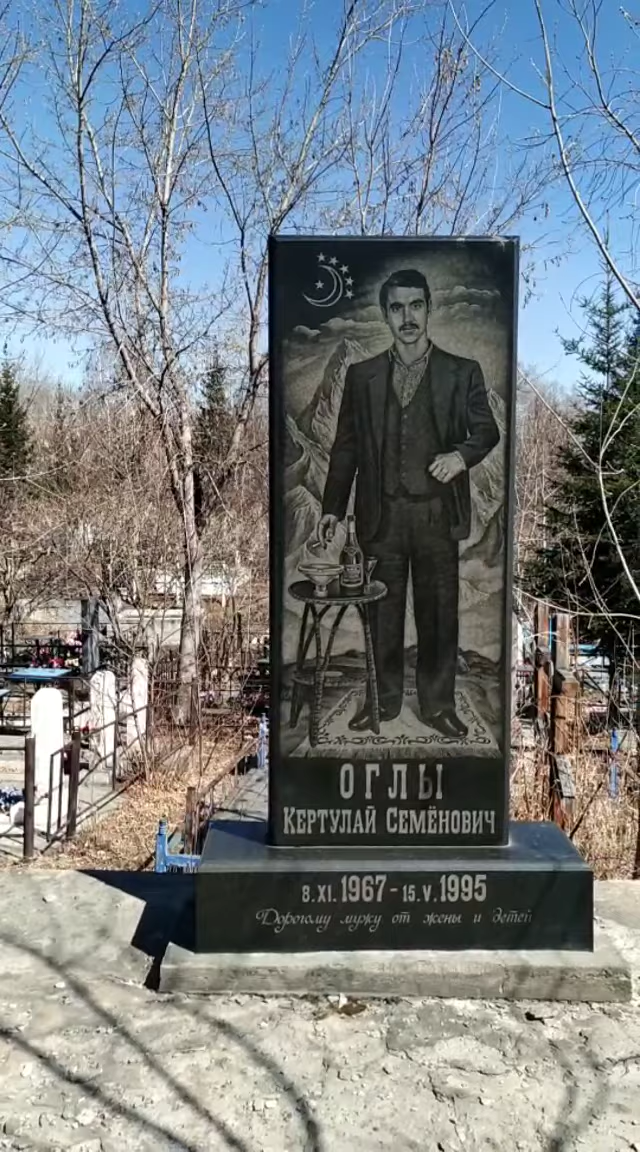 ОГЛЫ
КЕРТУЛАЙ СЕМЁНОВИЧ
8.XI.1967-15.V.1995
Дорогому мужу от жены и детей